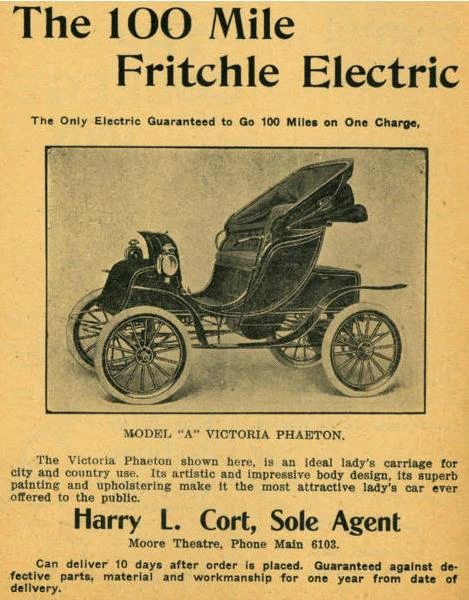 The 100 Mile
Fritchle Electric
The Only Electric Guaranteed to Go 100 Miles on One Charge,
MODEL "A" VICTORIA PHAETON.
The Victoria Phaeton shown here, is an ideal lady's carriage for
city and country use. Its artistic and impressive body design, its superb
painting and upholstering make it the most attractive lady's car ever
offered to the public.
Harry L. Cort, Sole Agent
Moore Theatre, Phone Main 6103.
Can deliver 10 days after order is placed. Guaranteed against de-
fective parts, material and workmanship for one year from date of
delivery.